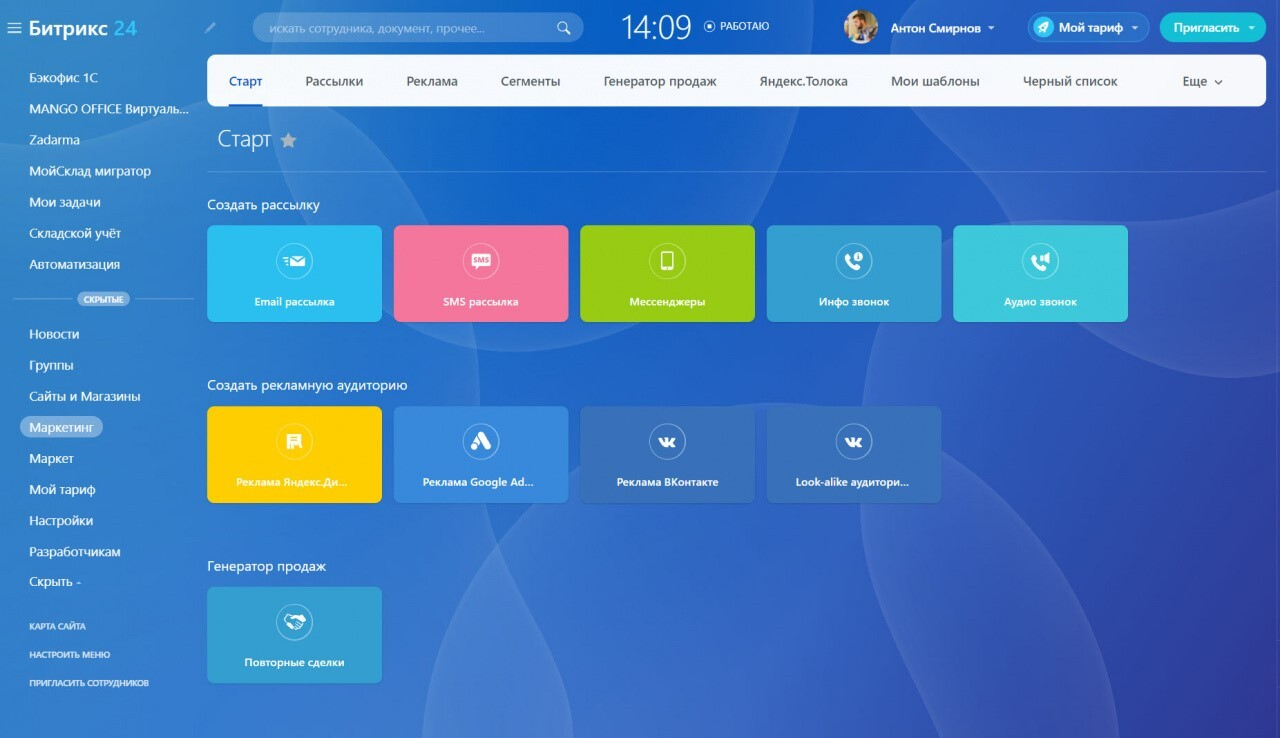 Битрикс 24
искать сотрудника, документ, прочее...
14:09
РАБОТАЮ
Антон Смирнов
Мой тариф
Пригласить
Бэкофис 1С
MANGO OFFICE Виртуаль...
Zadarma
МойСклад мигратор
Мои задачи
Складской учёт
Автоматизация
СКРЫТЫЕ
Новости
Группы
Сайты и Магазины
Маркетинг
Маркет
Мой тариф
Настройки
Разработчикам
Скрыть -
КАРТА САЙТА
НАСТРОИТЬ МЕНЮ
ПРИГЛАСИТЬ СОТРУДНИКОВ
Старт Рассылки Реклама Сегменты Генератор продаж Яндекс.Толока Мои шаблоны Черный список Еще
Старт
Создать рассылку
Email рассылка
SMS
SMS рассылка
Мессенджеры
Инфо звонок
Аудио звонок
Создать рекламную аудиторию
Реклама Яндекс.Ди...
Реклама Google Ad...
Реклама ВКонтакте
Look-alike аудитори...
Генератор продаж
Повторные сделки